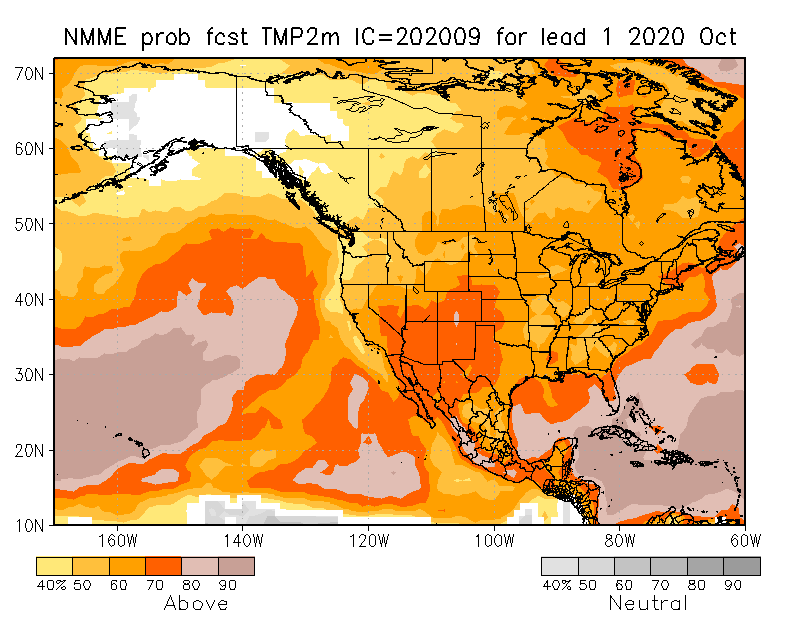 NMME prob fcst TMP2m IC=202009 for lead 1 2020 Oct
70N
60N
50N
40N
30N
20N
10N
160W 140W 120W 100W 80W 60W
40% 50 60 70 80 90 40% 50 60 70 80 90
Above Neutral